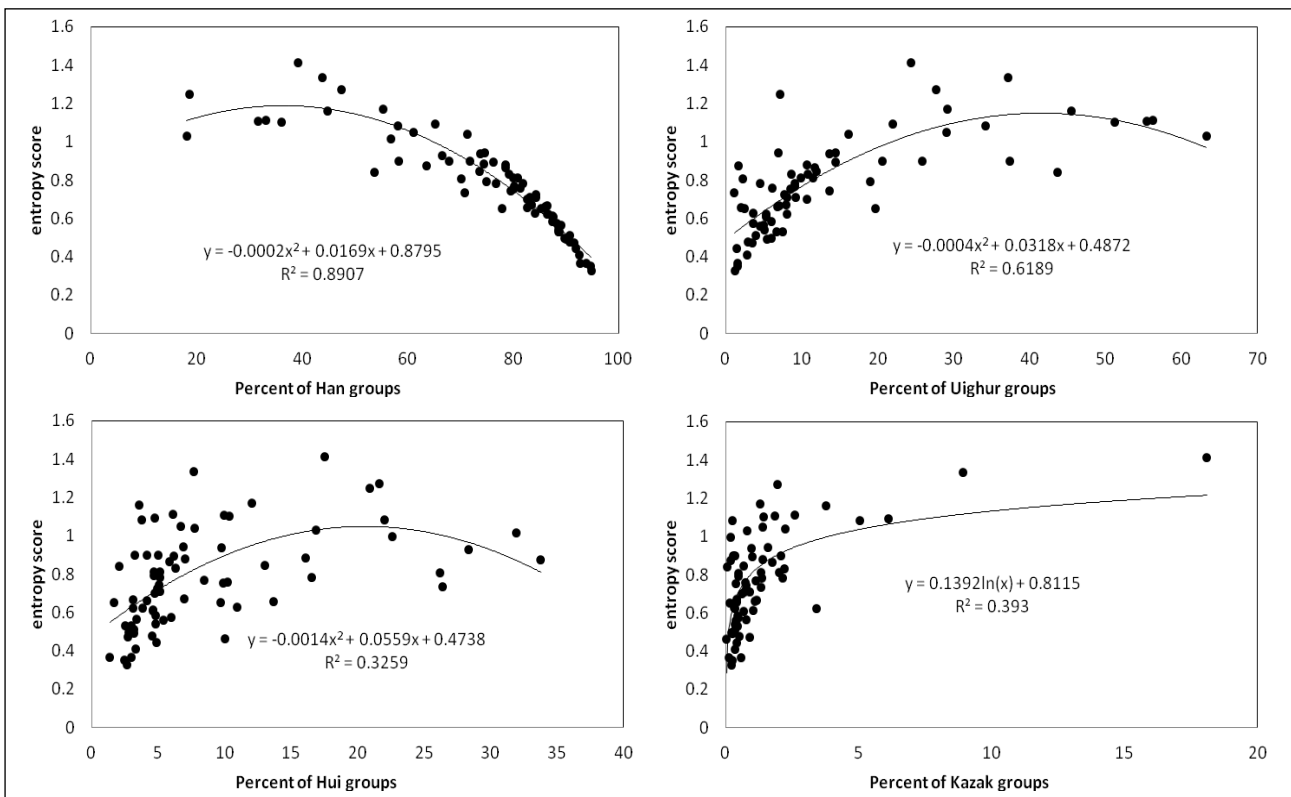 1.6
1.4
1.2
1
0.8
0.6
0.4
0.2
0
entropy score
y = -0.0002x² + 0.0169x + 0.8795
R² = 0.8907
0 20 40 60 80 100
Percent of Han groups
1.6
1.4
1.2
1
0.8
0.6
0.4
0.2
0
entropy score
y = -0.0004x² + 0.0318x + 0.4872
R² = 0.6189
0 10 20 30 40 50 60 70
Percent of Uighur groups
1.6
1.4
1.2
1
0.8
0.6
0.4
0.2
0
entropy score
y = -0.0014x² + 0.0559x + 0.4738
R² = 0.3259
0 5 10 15 20 25 30 35 40
Percent of Hui groups
1.6
1.4
1.2
1
0.8
0.6
0.4
0.2
0
entropy score
y = 0.1392ln(x) + 0.8115
R² = 0.393
0 5 10 15 20
Percent of Kazak groups